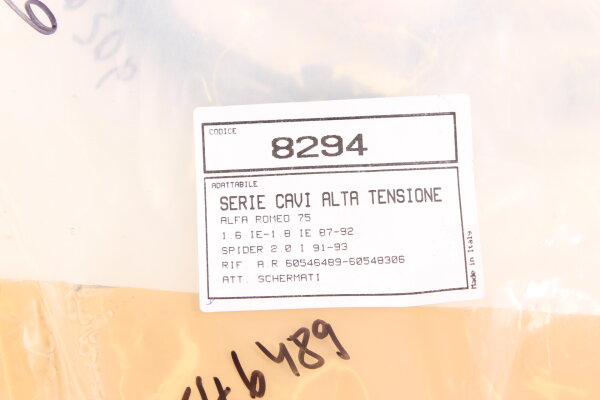 CODICE
8294
ADATTABILE
SERIE CAVI ALTA TENSIONE
ALFA ROMEO 75
1.6 IE-1.8 IE 87-92
SPIDER 2.0 I 91-93
RIF. A.R 60546489-60548306
ATT. SCHERMATI
Made in Italy
46489